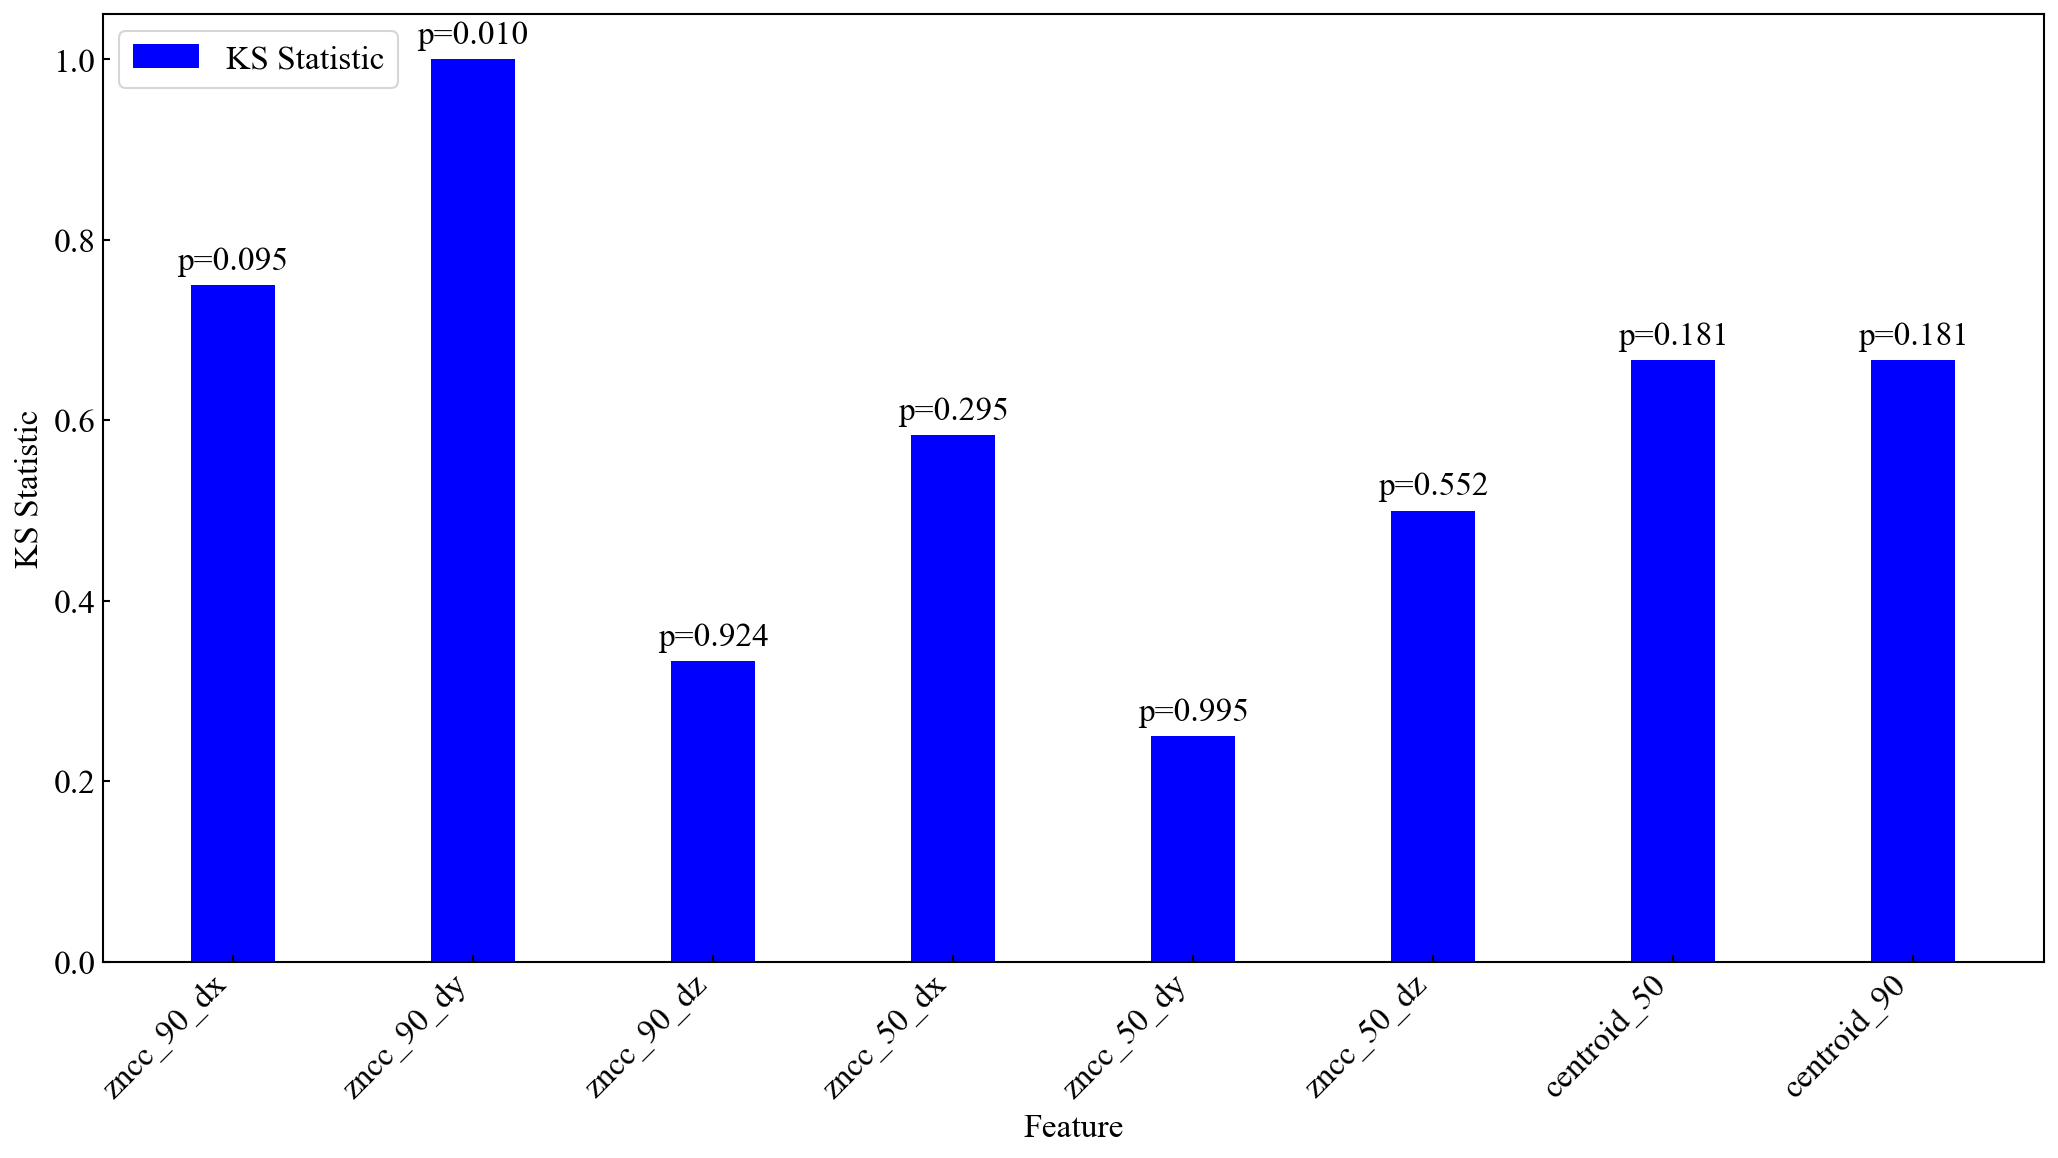 KS Statistic
p=0.010
1.0
p=0.095
0.8
p=0.181
p=0.181
p=0.295
0.6
p=0.552
KS Statistic
p=0.924
0.4
p=0.995
0.2
0.0
zncc_90_dx
zncc_90_dy
zncc_90_dz
zncc_50_dx
zncc_50_dy
zncc_50_dz
centroid_50
centroid_90
Feature